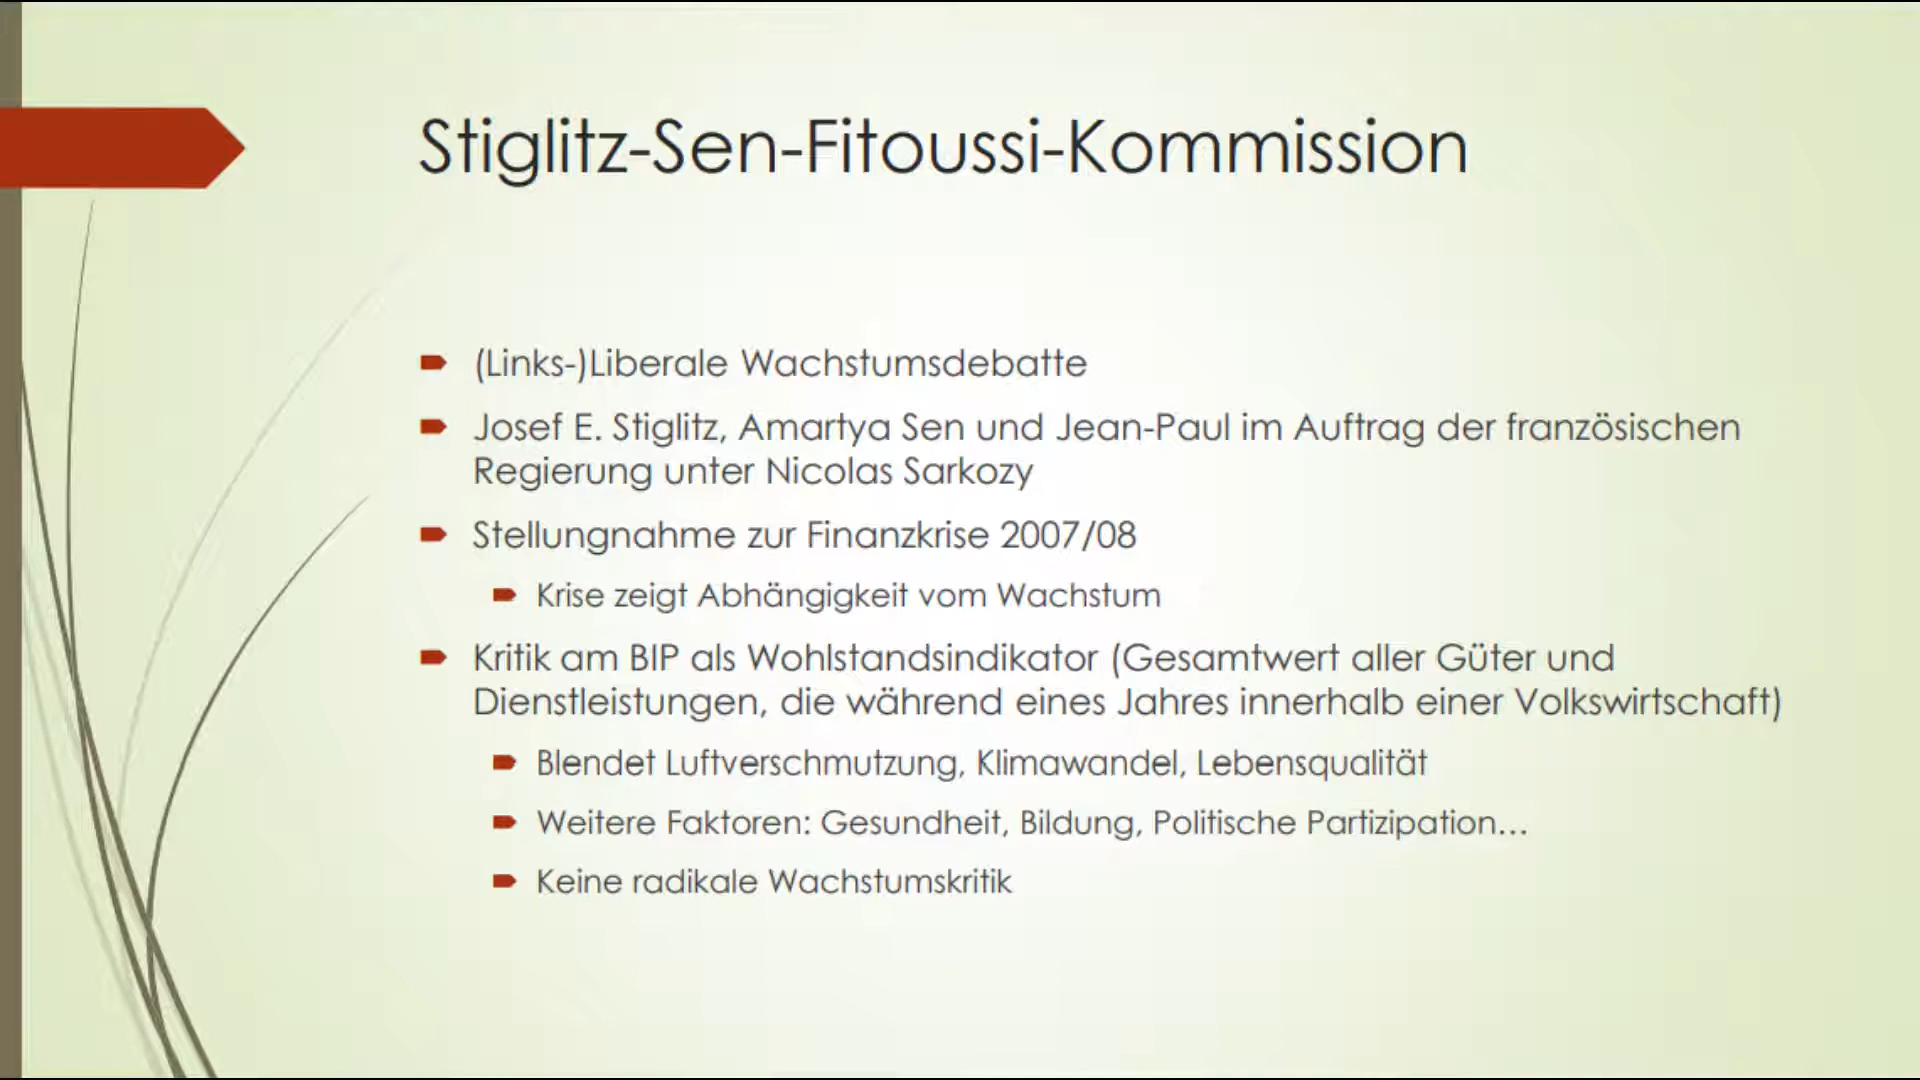 Stiglitz-Sen-Fitoussi-Kommission
(Links-)Liberale Wachstumsdebatte
Josef E. Stiglitz, Amartya Sen und Jean-Paul im Auftrag der französischen
Regierung unter Nicolas Sarkozy
Stellungnahme zur Finanzkrise 2007/08
Krise zeigt Abhängigkeit vom Wachstum
Kritik am BIP als Wohlstandsindikator (Gesamtwert aller Güter und
Dienstleistungen, die während eines Jahres innerhalb einer Volkswirtschaft)
Blendet Luftverschmutzung, Klimawandel, Lebensqualität
Weitere Faktoren: Gesundheit, Bildung, Politische Partizipation…
Keine radikale Wachstumskritik